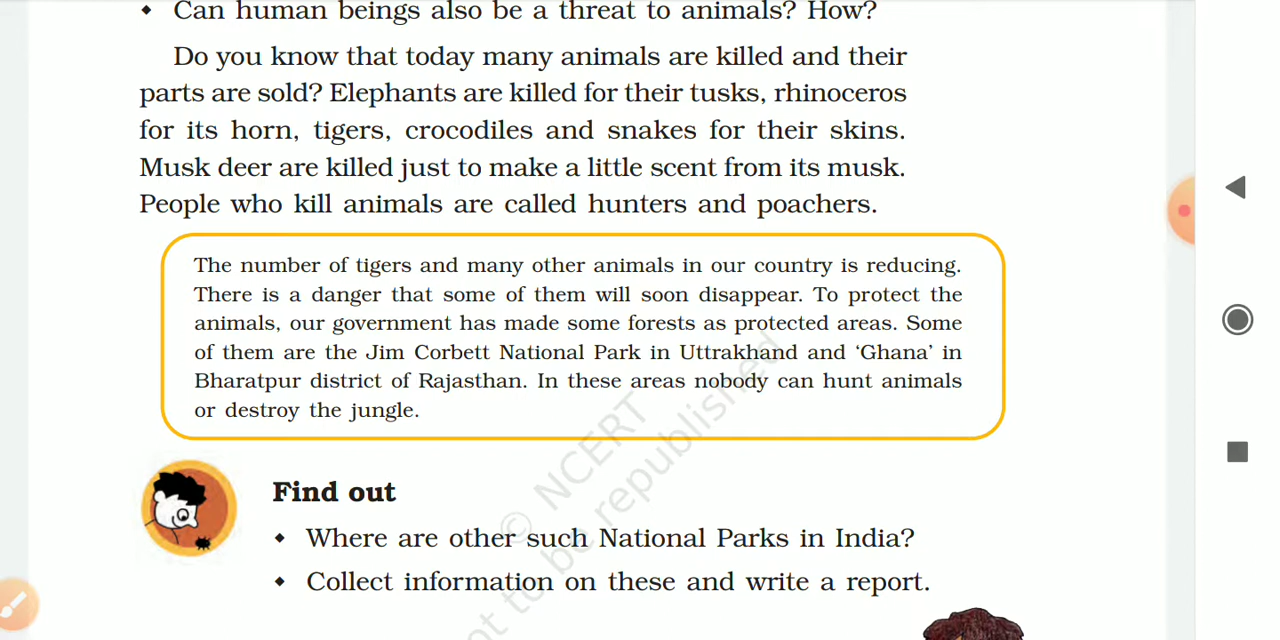 • Can human beings also be a threat to animals? How?
Do you know that today many animals are killed and their
parts are sold? Elephants are killed for their tusks, rhinoceros
for its horn, tigers, crocodiles and snakes for their skins.
Musk deer are killed just to make a little scent from its musk.
People who kill animals are called hunters and poachers.
The number of tigers and many other animals in our country is reducing.
There is a danger that some of them will soon disappear. To protect the
animals, our government has made some forests as protected areas. Some
of them are the Jim Corbett National Park in Uttrakhand and ‘Ghana’ in
Bharatpur district of Rajasthan. In these areas nobody can hunt animals
or destroy the jungle.
Find out
• Where are other such National Parks in India?
• Collect information on these and write a report.
© NCERT
not to be republished